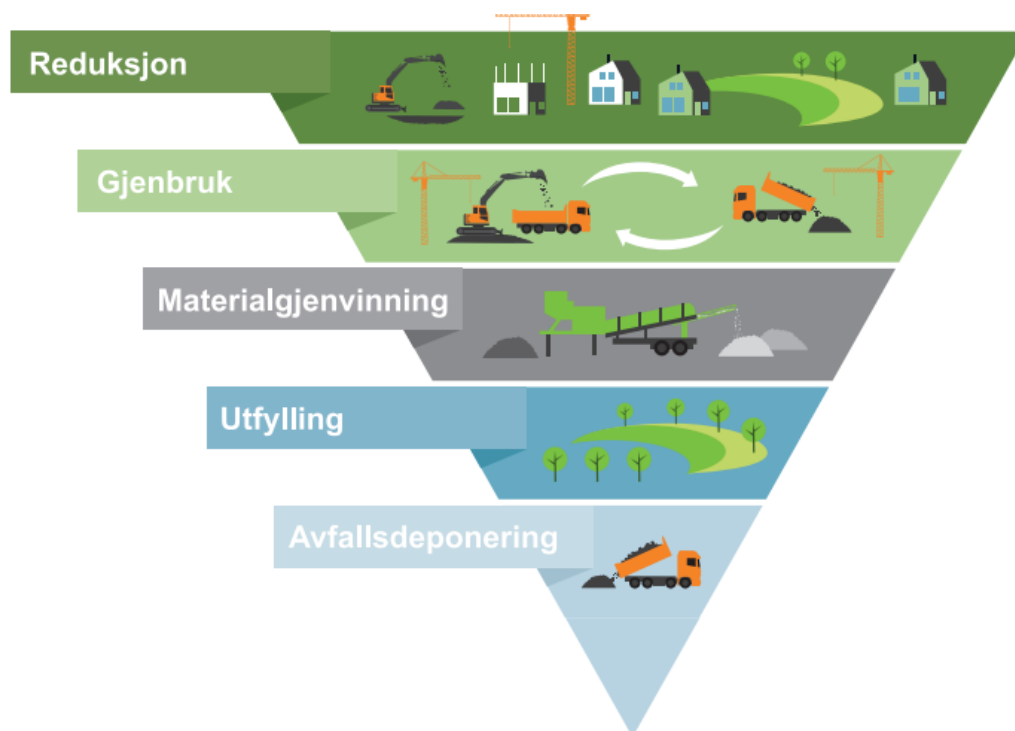 Reduksjon
Gjenbruk
Materialgjenvinning
Utfylling
Avfallsdeponering